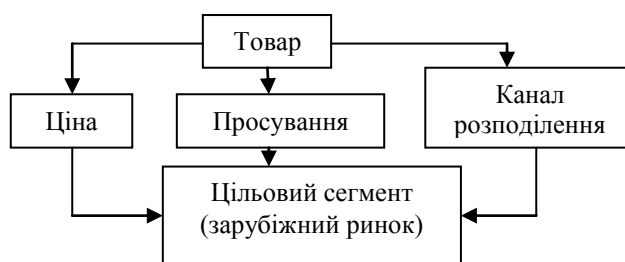 Товар
Ціна
Просування
Канал
розподілення
Цільовий сегмент
(зарубіжний ринок)